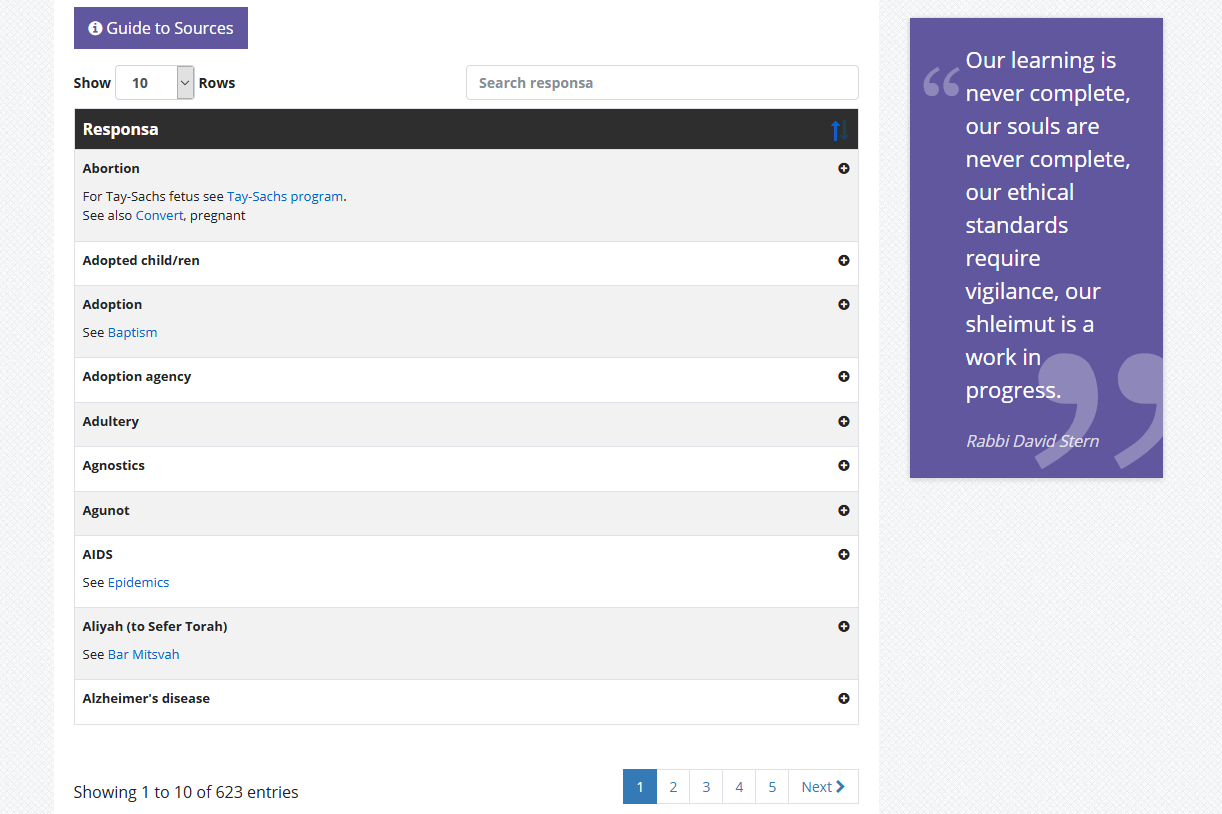 Guide to Sources
Show 10 Rows
Search responsa
Responsa
Abortion
For Tay-Sachs fetus see Tay-Sachs program.
See also Convert, pregnant
Adopted child/ren
Adoption
See Baptism
Adoption agency
Adultery
Agnostics
Agunot
AIDS
See Epidemics
Aliyah (to Sefer Torah)
See Bar Mitsvah
Alzheimer's disease
Showing 1 to 10 of 623 entries
1 2 3 4 5 Next
“Our learning is
never complete,
our souls are
never complete,
our ethical
standards
require
vigilance, our
shleimut is a
work in
progress.”
Rabbi David Stern